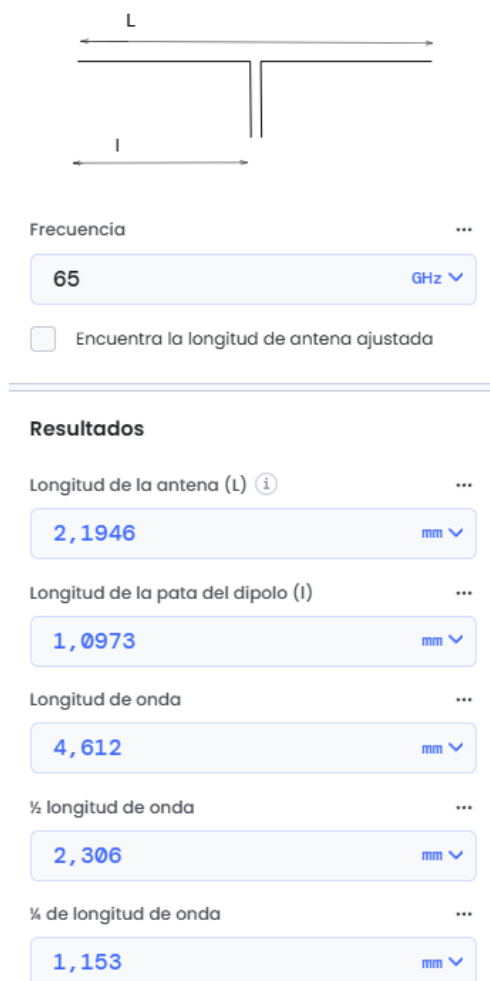 L
l
Frecuencia ...
65 GHz
Encuentra la longitud de antena ajustada
Resultados
Longitud de la antena (L) i ...
2,1946 mm
Longitud de la pata del dipolo (l) ...
1,0973 mm
Longitud de onda ...
4,612 mm
½ longitud de onda ...
2,306 mm
¼ de longitud de onda ...
1,153 mm